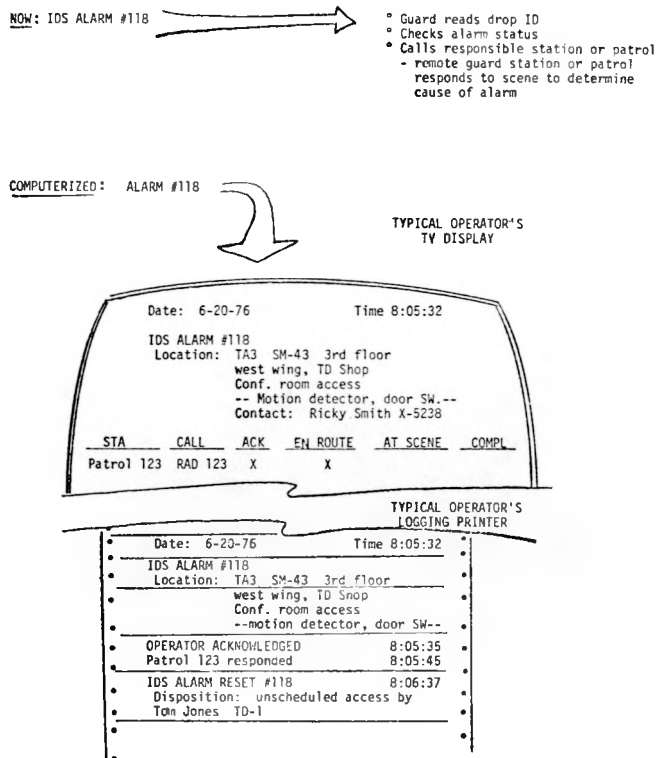 NOW: IDS ALARM #118
° Guard reads drop ID
° Checks alarm status
° Calls responsible station or patrol
- remote guard station or patrol
responds to scene to determine
cause of alarm
COMPUTERIZED: ALARM #118
TYPICAL OPERATOR'S
TV DISPLAY
Date: 6-20-76 Time 8:05:32
IDS ALARM #118
Location: TA3 SM-43 3rd floor
west wing, TD Shop
Conf. room access
-- Motion detector, door SW.--
Contact: Ricky Smith X-5238
STA CALL ACK EN ROUTE AT SCENE COMPL
Patrol 123 RAD 123 X X
TYPICAL OPERATOR'S
LOGGING PRINTER
Date: 6-20-76 Time 8:05:32
IDS ALARM #118
Location: TA3 SM-43 3rd floor
west wing, TD Shop
Conf. room access
--motion detector, door SW--
OPERATOR ACKNOWLEDGED 8:05:35
Patrol 123 responded 8:05:45
IDS ALARM RESET #118 8:06:37
Disposition: unscheduled access by
Tom Jones TD-1